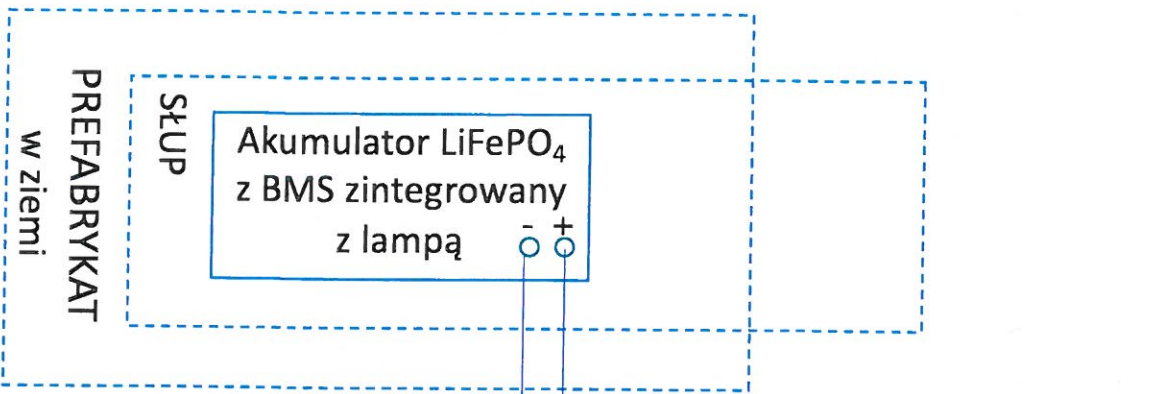 PREFABRYKAT
w ziemi
SŁUP
Akumulator LiFePO₄
z BMS zintegrowany
z lampą
- +